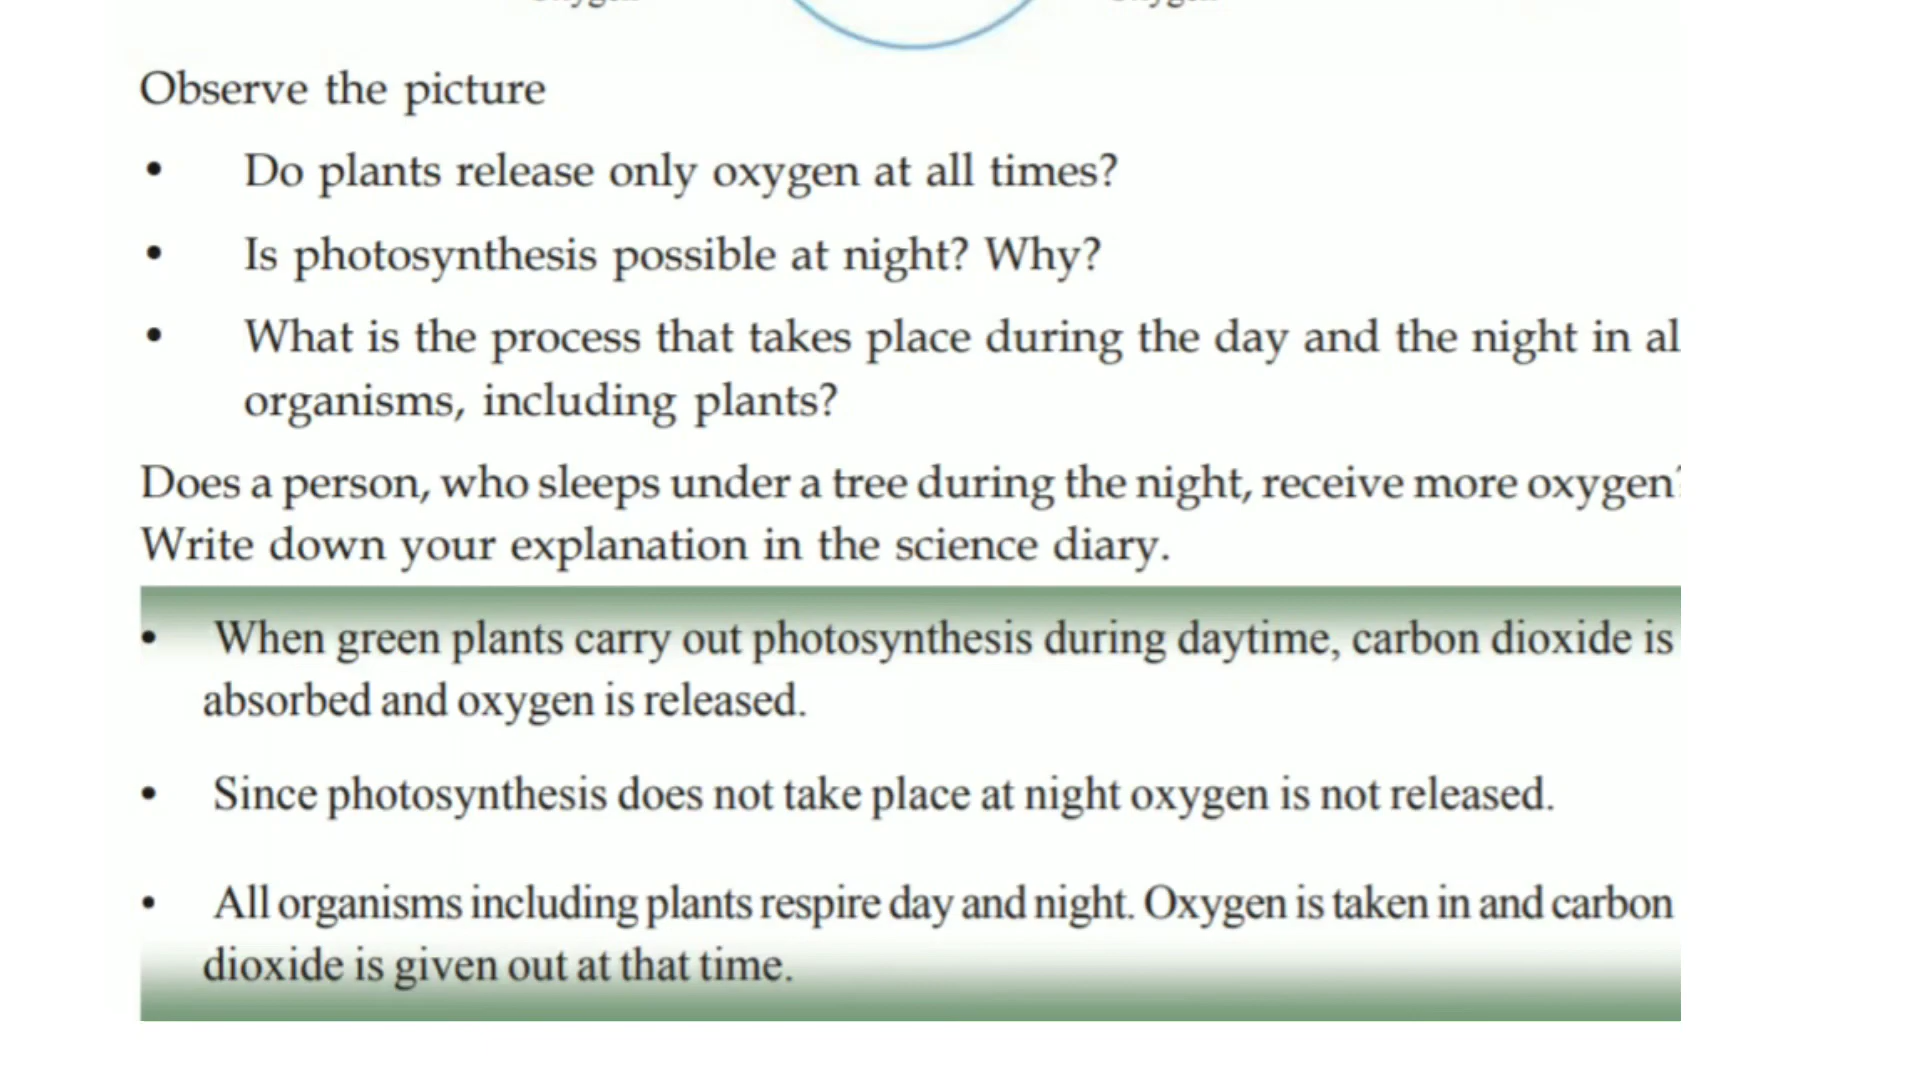 Observe the picture
• Do plants release only oxygen at all times?
• Is photosynthesis possible at night? Why?
• What is the process that takes place during the day and the night in al
organisms, including plants?
Does a person, who sleeps under a tree during the night, receive more oxygen?
Write down your explanation in the science diary.
• When green plants carry out photosynthesis during daytime, carbon dioxide is
absorbed and oxygen is released.
• Since photosynthesis does not take place at night oxygen is not released.
• All organisms including plants respire day and night. Oxygen is taken in and carbon
dioxide is given out at that time.